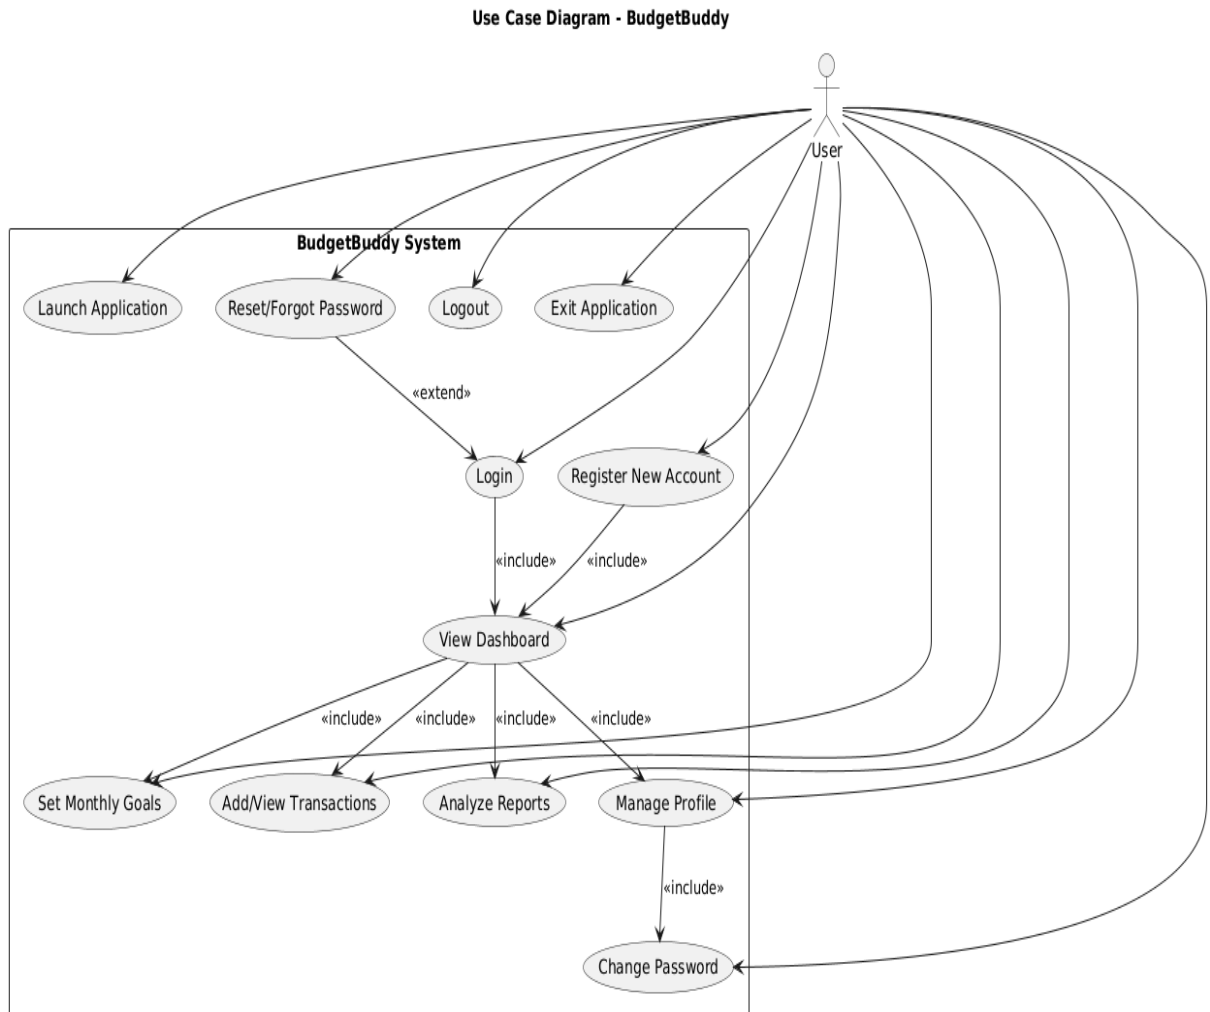 Use Case Diagram - BudgetBuddy
User
BudgetBuddy System
Launch Application
Reset/Forgot Password
Logout
Exit Application
«extend»
Login
Register New Account
«include»
«include»
View Dashboard
«include»
«include»
«include»
«include»
Set Monthly Goals
Add/View Transactions
Analyze Reports
Manage Profile
«include»
Change Password